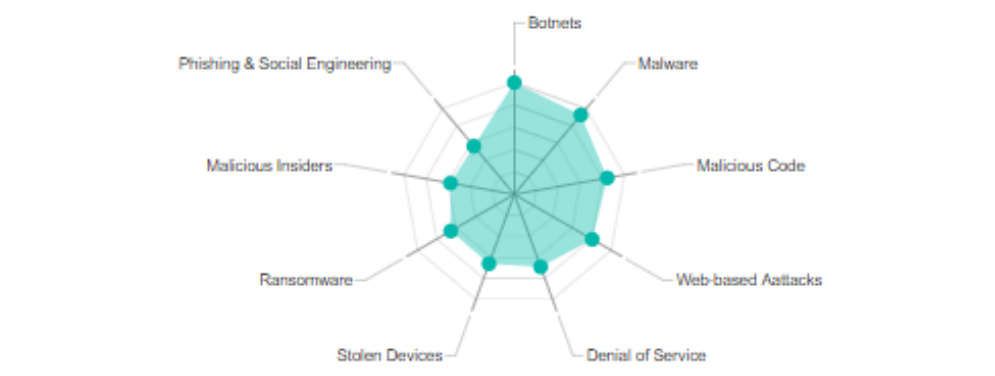 Botnets
Phishing & Social Engineering
Malware
Malicious Insiders
Malicious Code
Ransomware
Web-based Aattacks
Stolen Devices
Denial of Service